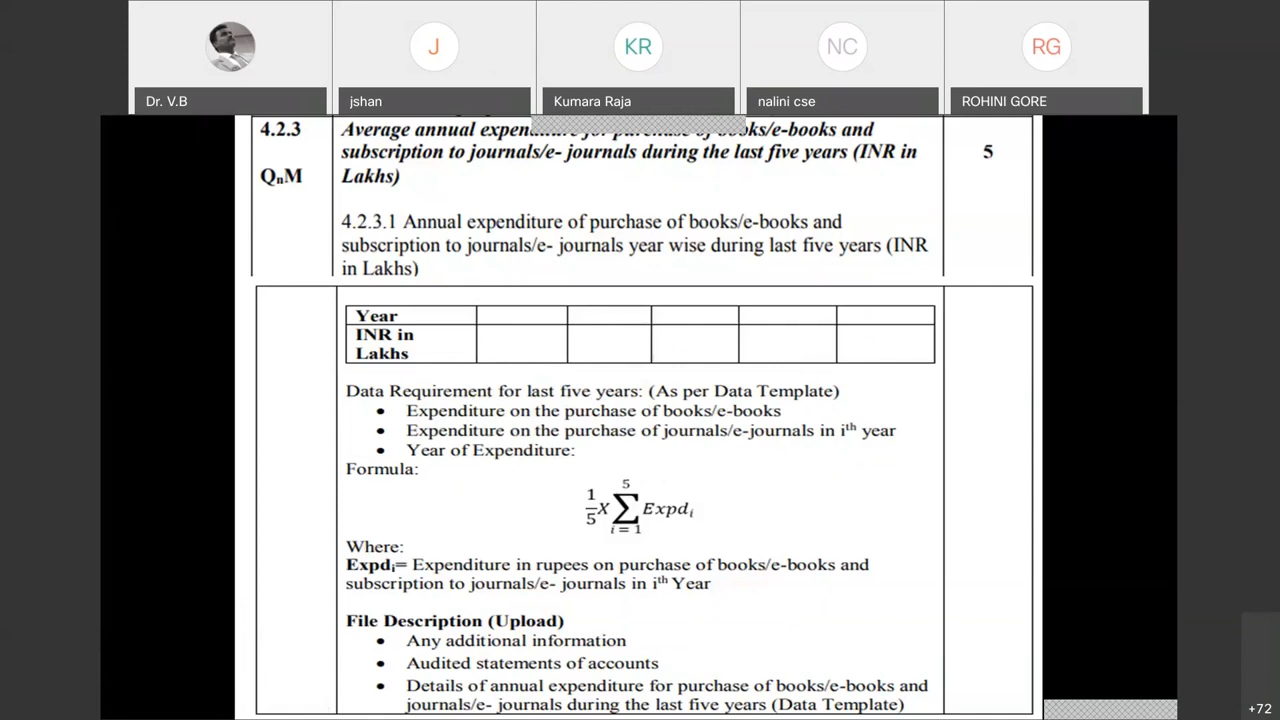 J
KR
NC
RG
Dr. V.B
jshan
Kumara Raja
nalini cse
ROHINI GORE
4.2.3
Average annual expenditure for purchase of books/e-books and
subscription to journals/e- journals during the last five years (INR in
Lakhs)
5
QnM
4.2.3.1 Annual expenditure of purchase of books/e-books and
subscription to journals/e- journals year wise during last five years (INR
in Lakhs)
Year
INR in
Lakhs
Data Requirement for last five years: (As per Data Template)
• Expenditure on the purchase of books/e-books
• Expenditure on the purchase of journals/e-journals in ith year
• Year of Expenditure:
Formula:
1/5 X ∑ i = 1 5 Expdi
Where:
Expdi= Expenditure in rupees on purchase of books/e-books and
subscription to journals/e- journals in ith Year
File Description (Upload)
• Any additional information
• Audited statements of accounts
• Details of annual expenditure for purchase of books/e-books and
journals/e- journals during the last five years (Data Template)
+72